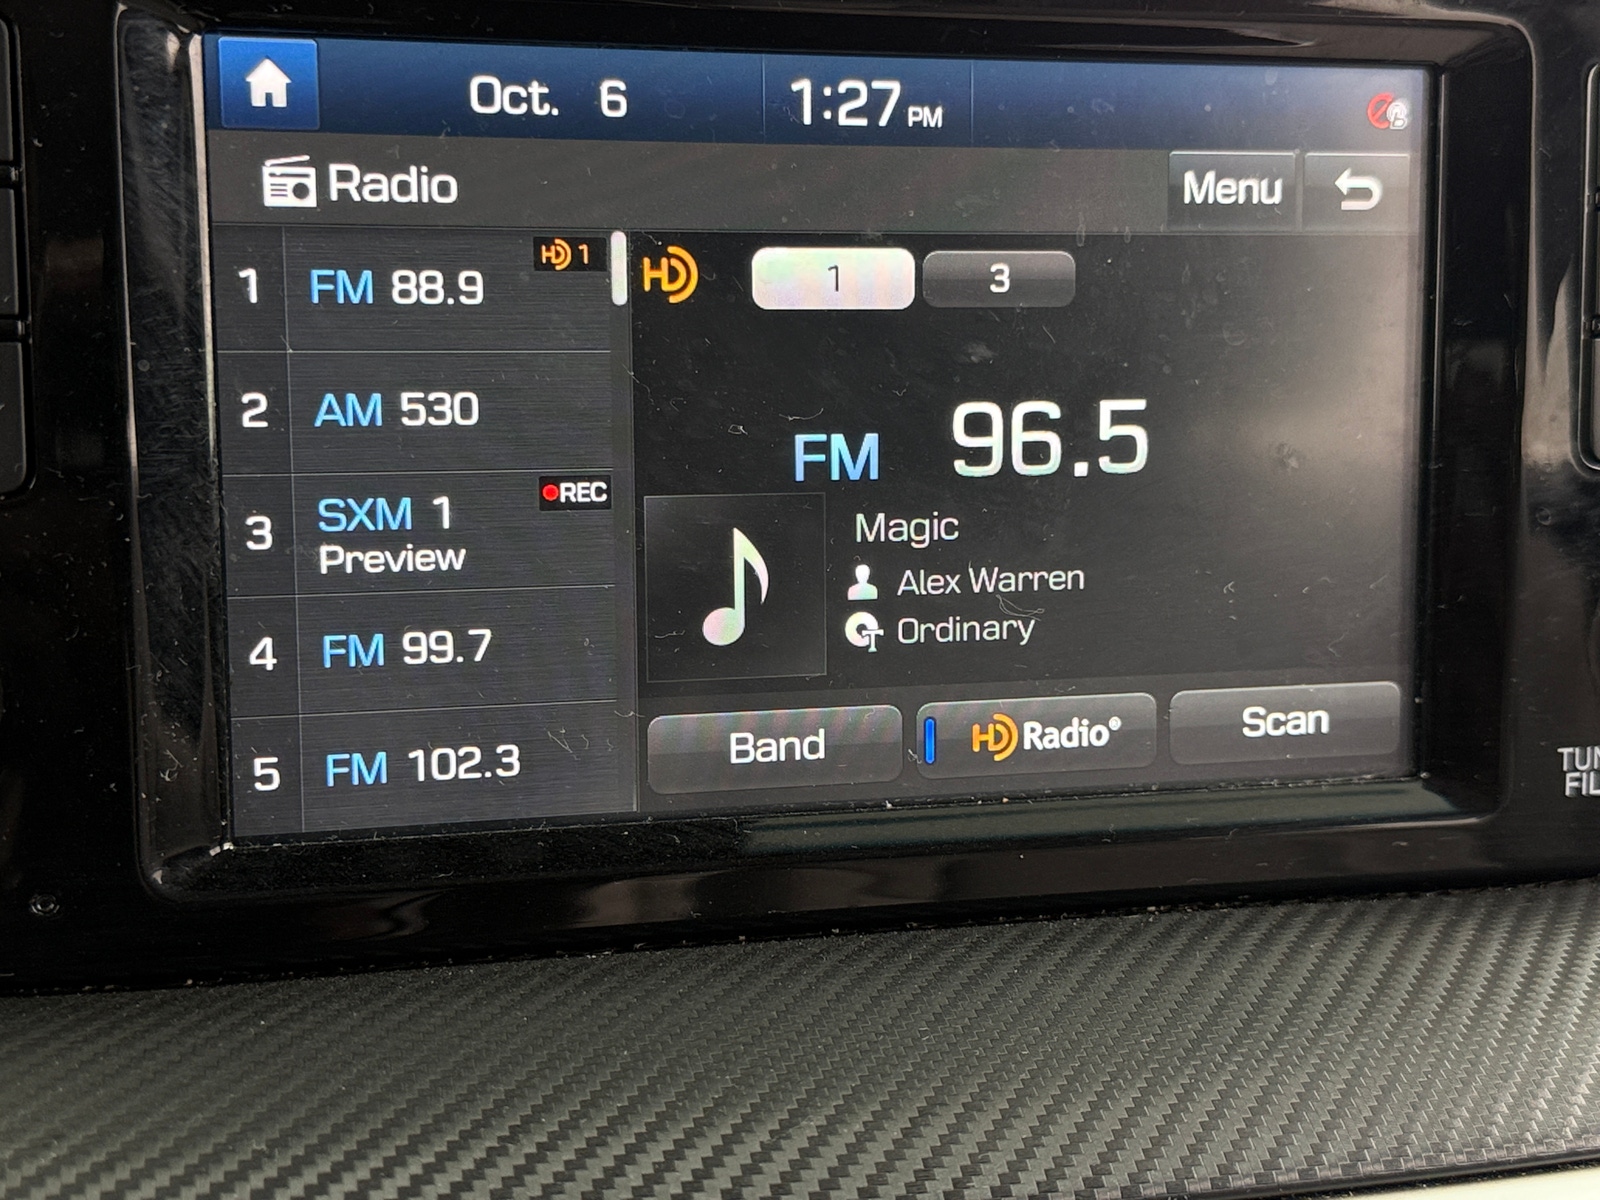 Oct. 6 1:27 PM
Radio
Menu
1 FM 88.9 HD 1
2 AM 530
3 SXM 1 REC
Preview
4 FM 99.7
5 FM 102.3
HD 1 3
FM 96.5
Magic
Alex Warren
Ordinary
Band
HD Radio®
Scan